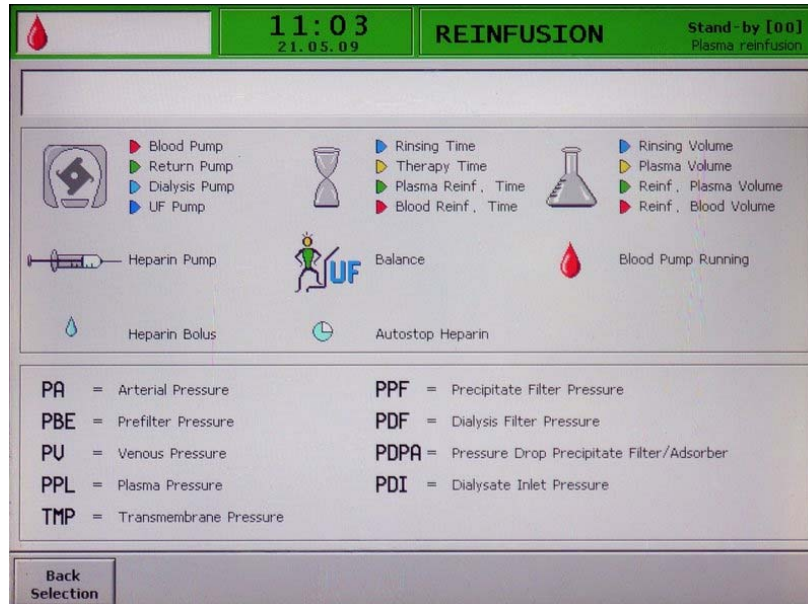 11:03
21.05.09
REINFUSION
Stand-by [00]
Plasma reinfusion
Blood Pump
Return Pump
Dialysis Pump
UF Pump
Rinsing Time
Therapy Time
Plasma Reinf. Time
Blood Reinf. Time
Rinsing Volume
Plasma Volume
Reinf. Plasma Volume
Reinf. Blood Volume
Heparin Pump
UF
Balance
Blood Pump Running
Heparin Bolus
Autostop Heparin
PA = Arterial Pressure
PBE = Prefilter Pressure
PV = Venous Pressure
PPL = Plasma Pressure
TMP = Transmembrane Pressure
PPF = Precipitate Filter Pressure
PDF = Dialysis Filter Pressure
PDPA = Pressure Drop Precipitate Filter/Adsorber
PDI = Dialysate Inlet Pressure
Back
Selection